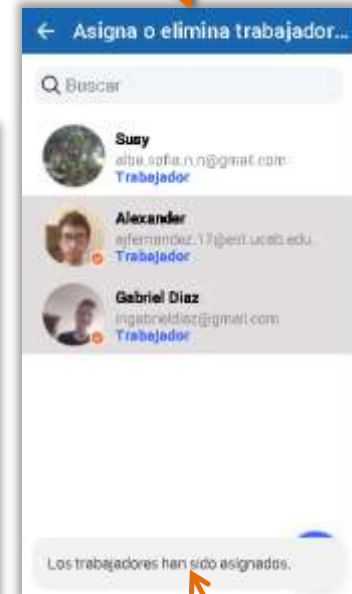 Asigna o elimina trabajador...
Buscar
Susy
alba.sofia.n.n@gmail.com
Trabajador
Alexander
ajfernandez.17@est.ucab.edu.
Trabajador
Gabriel Diaz
ingabrieldiaz@gmail.com
Trabajador
Los trabajadores han sido asignados.